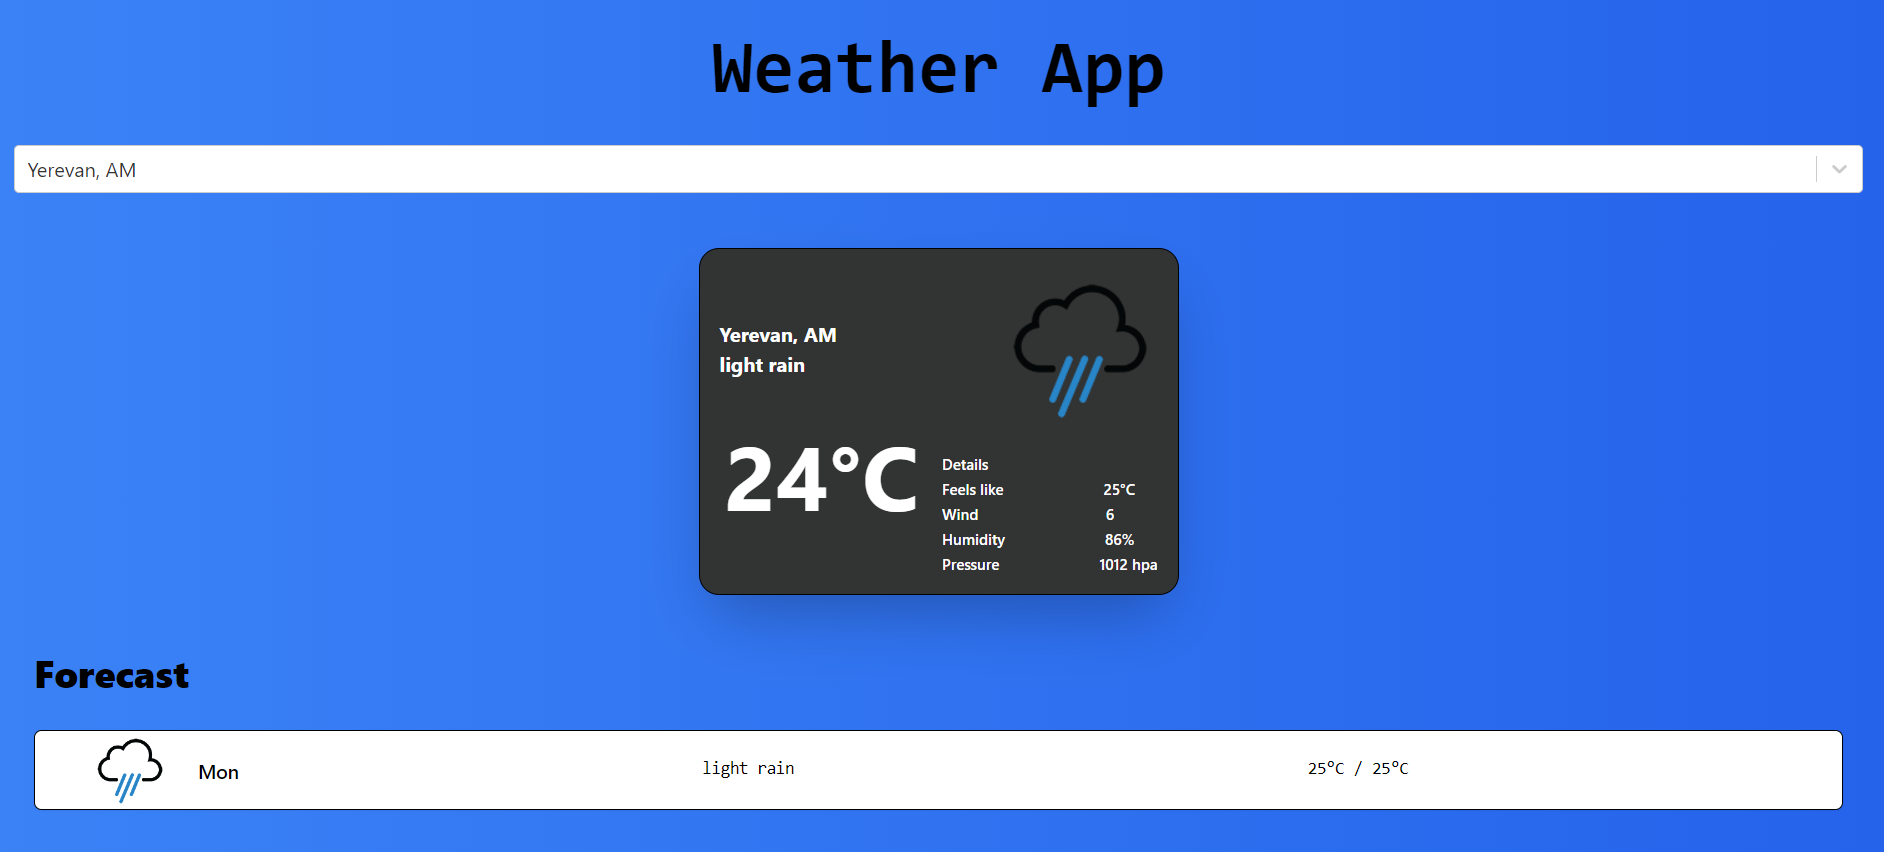 Weather App
Yerevan, AM
Yerevan, AM
light rain
24°C
Details
Feels like 25°C
Wind 6
Humidity 86%
Pressure 1012 hpa
Forecast
Mon light rain 25°C / 25°C